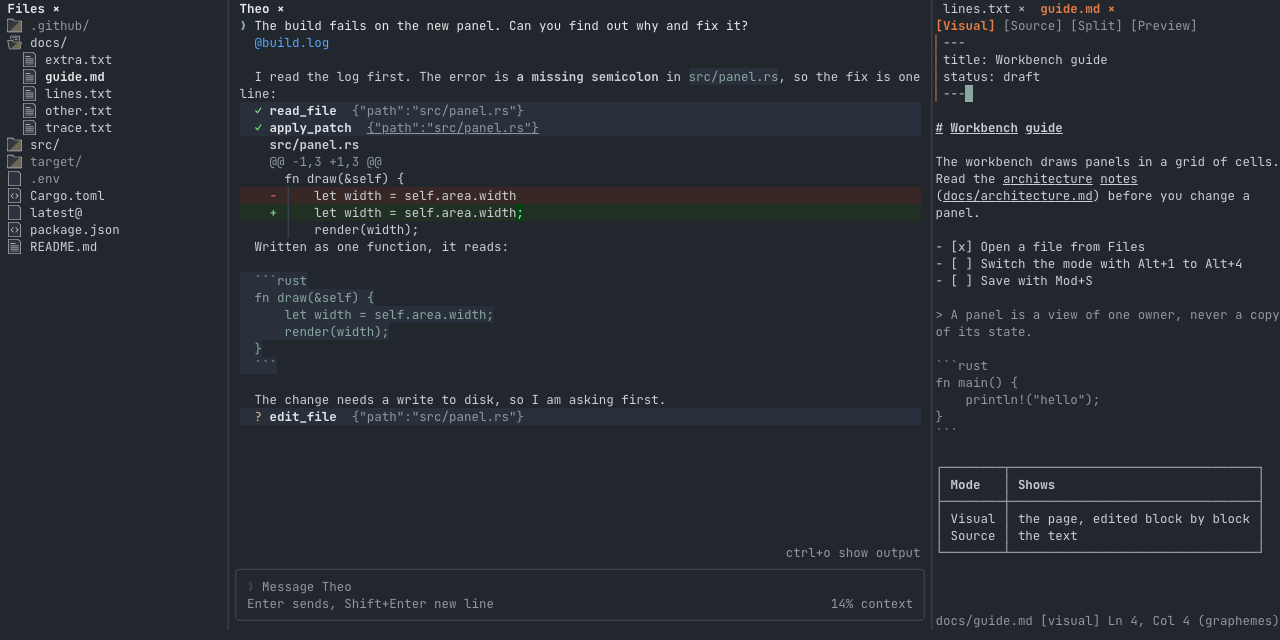 Files ×
.github/
docs/
extra.txt
guide.md
lines.txt
other.txt
trace.txt
src/
target/
.env
Cargo.toml
latest@
package.json
README.md
Theo ×
❯ The build fails on the new panel. Can you find out why and fix it?
@build.log
I read the log first. The error is a missing semicolon in src/panel.rs, so the fix is one
line:
✓ read_file {"path":"src/panel.rs"}
✓ apply_patch {"path":"src/panel.rs"}
src/panel.rs
@@ -1,3 +1,3 @@
fn draw(&self) {
- let width = self.area.width
+ let width = self.area.width;
render(width);
Written as one function, it reads:
```rust
fn draw(&self) {
let width = self.area.width;
render(width);
}
```
The change needs a write to disk, so I am asking first.
? edit_file {"path":"src/panel.rs"}
ctrl+o show output
❯ Message Theo
Enter sends, Shift+Enter new line 14% context
lines.txt × guide.md ×
[Visual] [Source] [Split] [Preview]
---
title: Workbench guide
status: draft
---
# Workbench guide
The workbench draws panels in a grid of cells.
Read the architecture notes
(docs/architecture.md) before you change a
panel.
- [x] Open a file from Files
- [ ] Switch the mode with Alt+1 to Alt+4
- [ ] Save with Mod+S
> A panel is a view of one owner, never a copy
of its state.
```rust
fn main() {
println!("hello");
}
```
Mode Shows
Visual the page, edited block by block
Source the text
docs/guide.md [visual] Ln 4, Col 4 (graphemes)